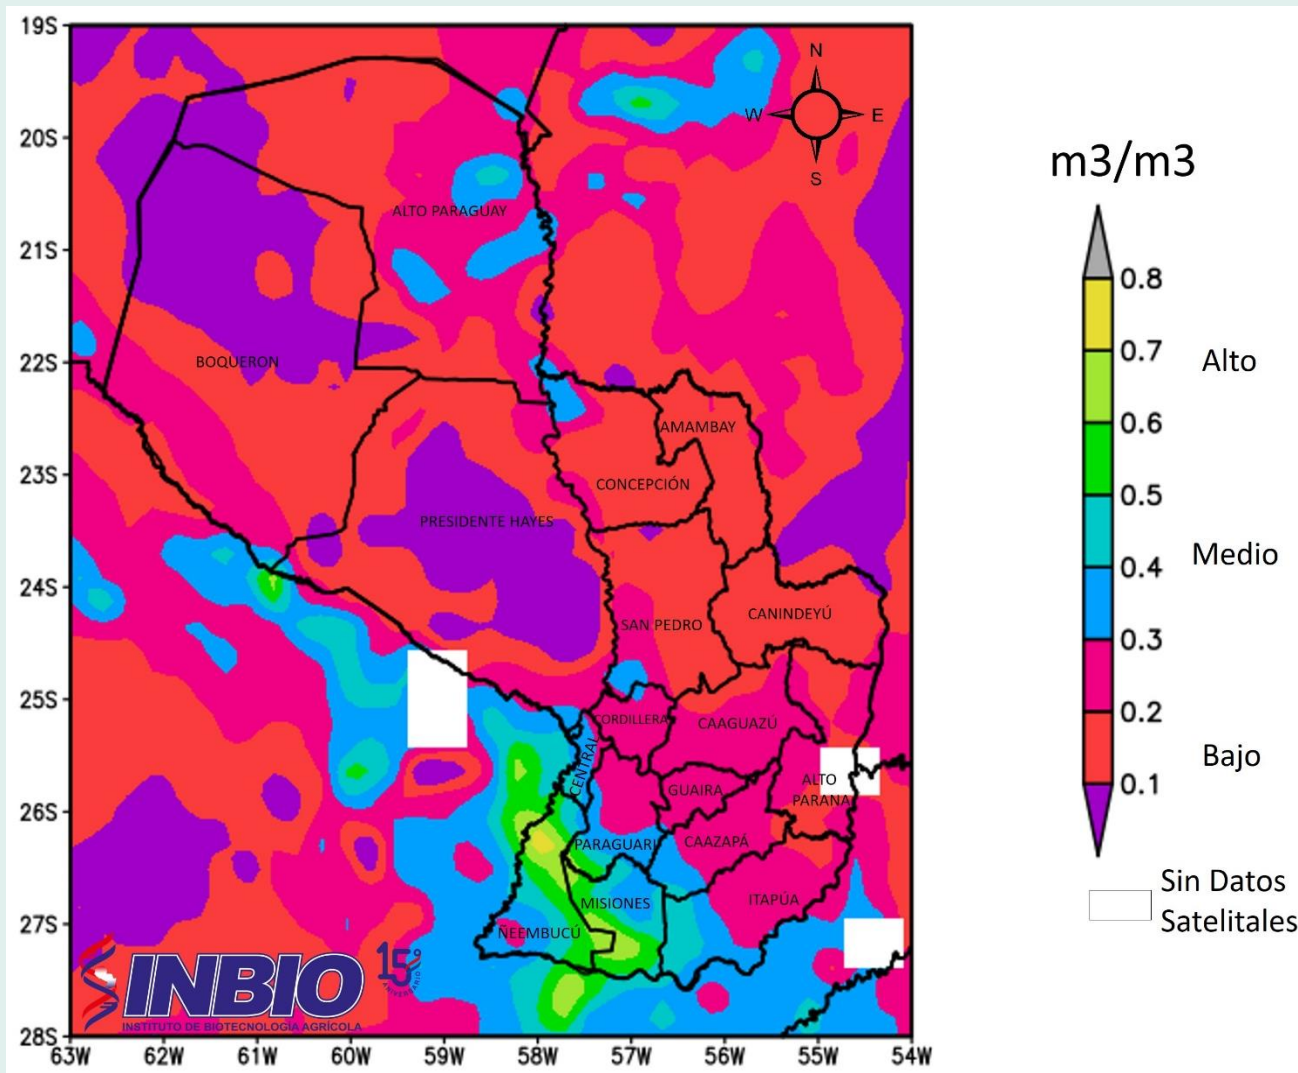 19S
20S
21S
22S
23S
24S
25S
26S
27S
28S
63W 62W 61W 60W 59W 58W 57W 56W 55W 54W
N
W E
S
ALTO PARAGUAY
BOQUERON
AMAMBAY
CONCEPCIÓN
PRESIDENTE HAYES
CANINDEYÚ
SAN PEDRO
CORDILLERA
CAAGUAZÚ
CENTRAL
GUAIRA
ALTO
PARANA
PARAGUARI
CAAZAPÁ
MISIONES
ITAPÚA
ÑEEMBUCÚ
INBIO
INSTITUTO DE BIOTECNOLOGÍA AGRÍCOLA
15°
ANIVERSARIO
m3/m3
0.8
0.7
Alto
0.6
0.5
Medio
0.4
0.3
0.2
Bajo
0.1
Sin Datos
Satelitales